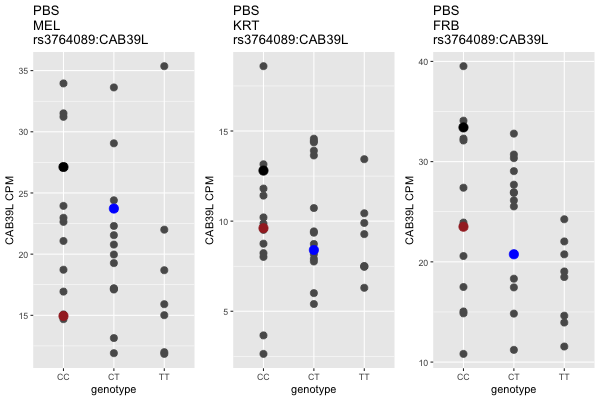 PBS
MEL
rs3764089:CAB39L
CAB39L CPM
35
30
25
20
15
CC
CT
TT
genotype
PBS
KRT
rs3764089:CAB39L
CAB39L CPM
15
10
5
CC
CT
TT
genotype
PBS
FRB
rs3764089:CAB39L
CAB39L CPM
40
30
20
10
CC
CT
TT
genotype